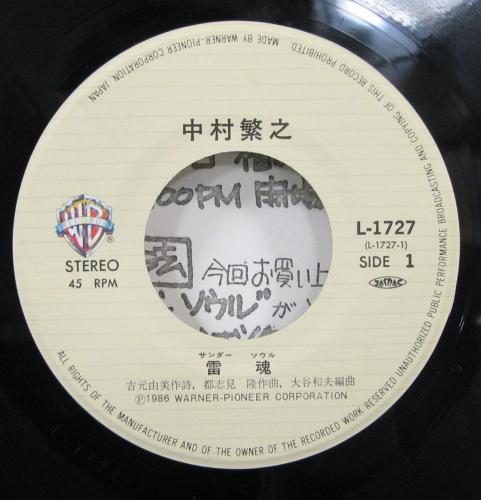 MADE BY WARNER-PIONEER CORPORATION, JAPAN.
UNAUTHORIZED PUBLIC PERFORMANCE BROADCASTING AND COPYING OF THIS RECORD PROHIBITED.
中村繁之
WB
STEREO
45 RPM
L-1727
(L-1727-1)
SIDE 1
00PM 開
今回お買い上
ソウル"が
サンダー ソウル
雷 魂
吉元由美作詩, 都志見 隆作曲, 大谷和夫編曲
Ⓟ1986 WARNER-PIONEER CORPORATION
ALL RIGHTS OF THE MANUFACTURER AND OF THE OWNER OF THE RECORDED WORK RESERVED